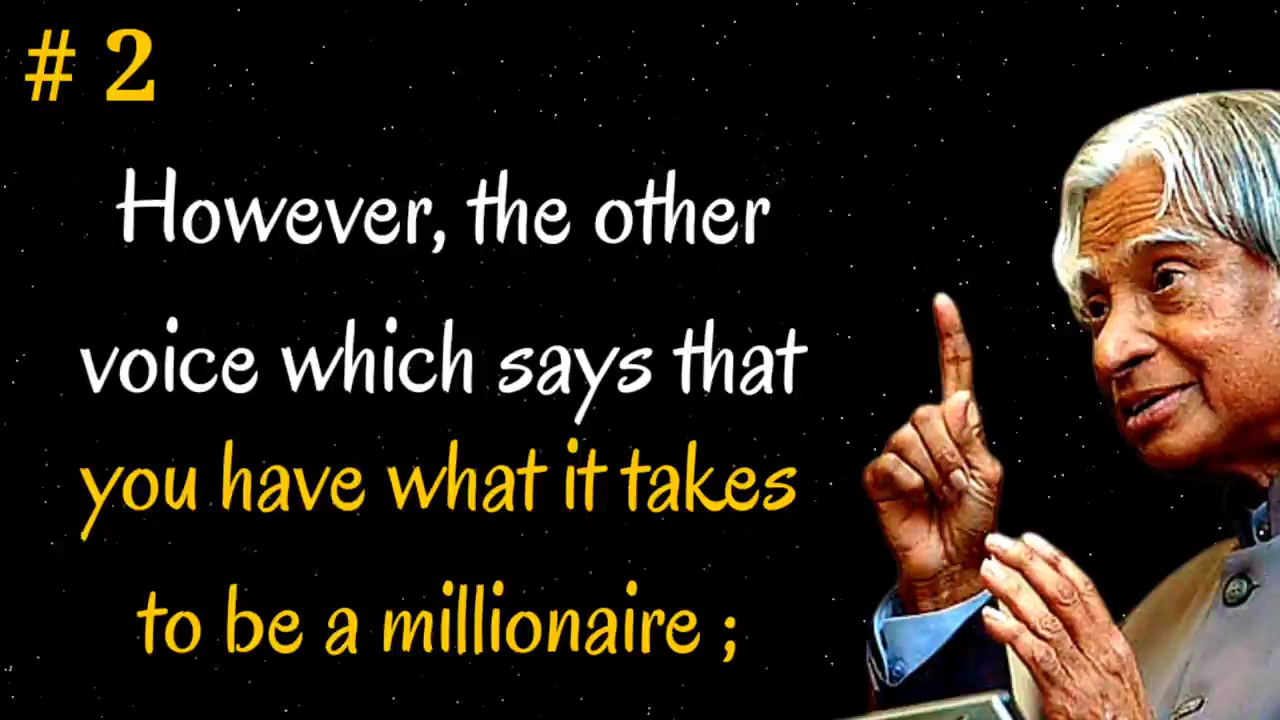 # 2
However, the other
voice which says that
you have what it takes
to be a millionaire ;